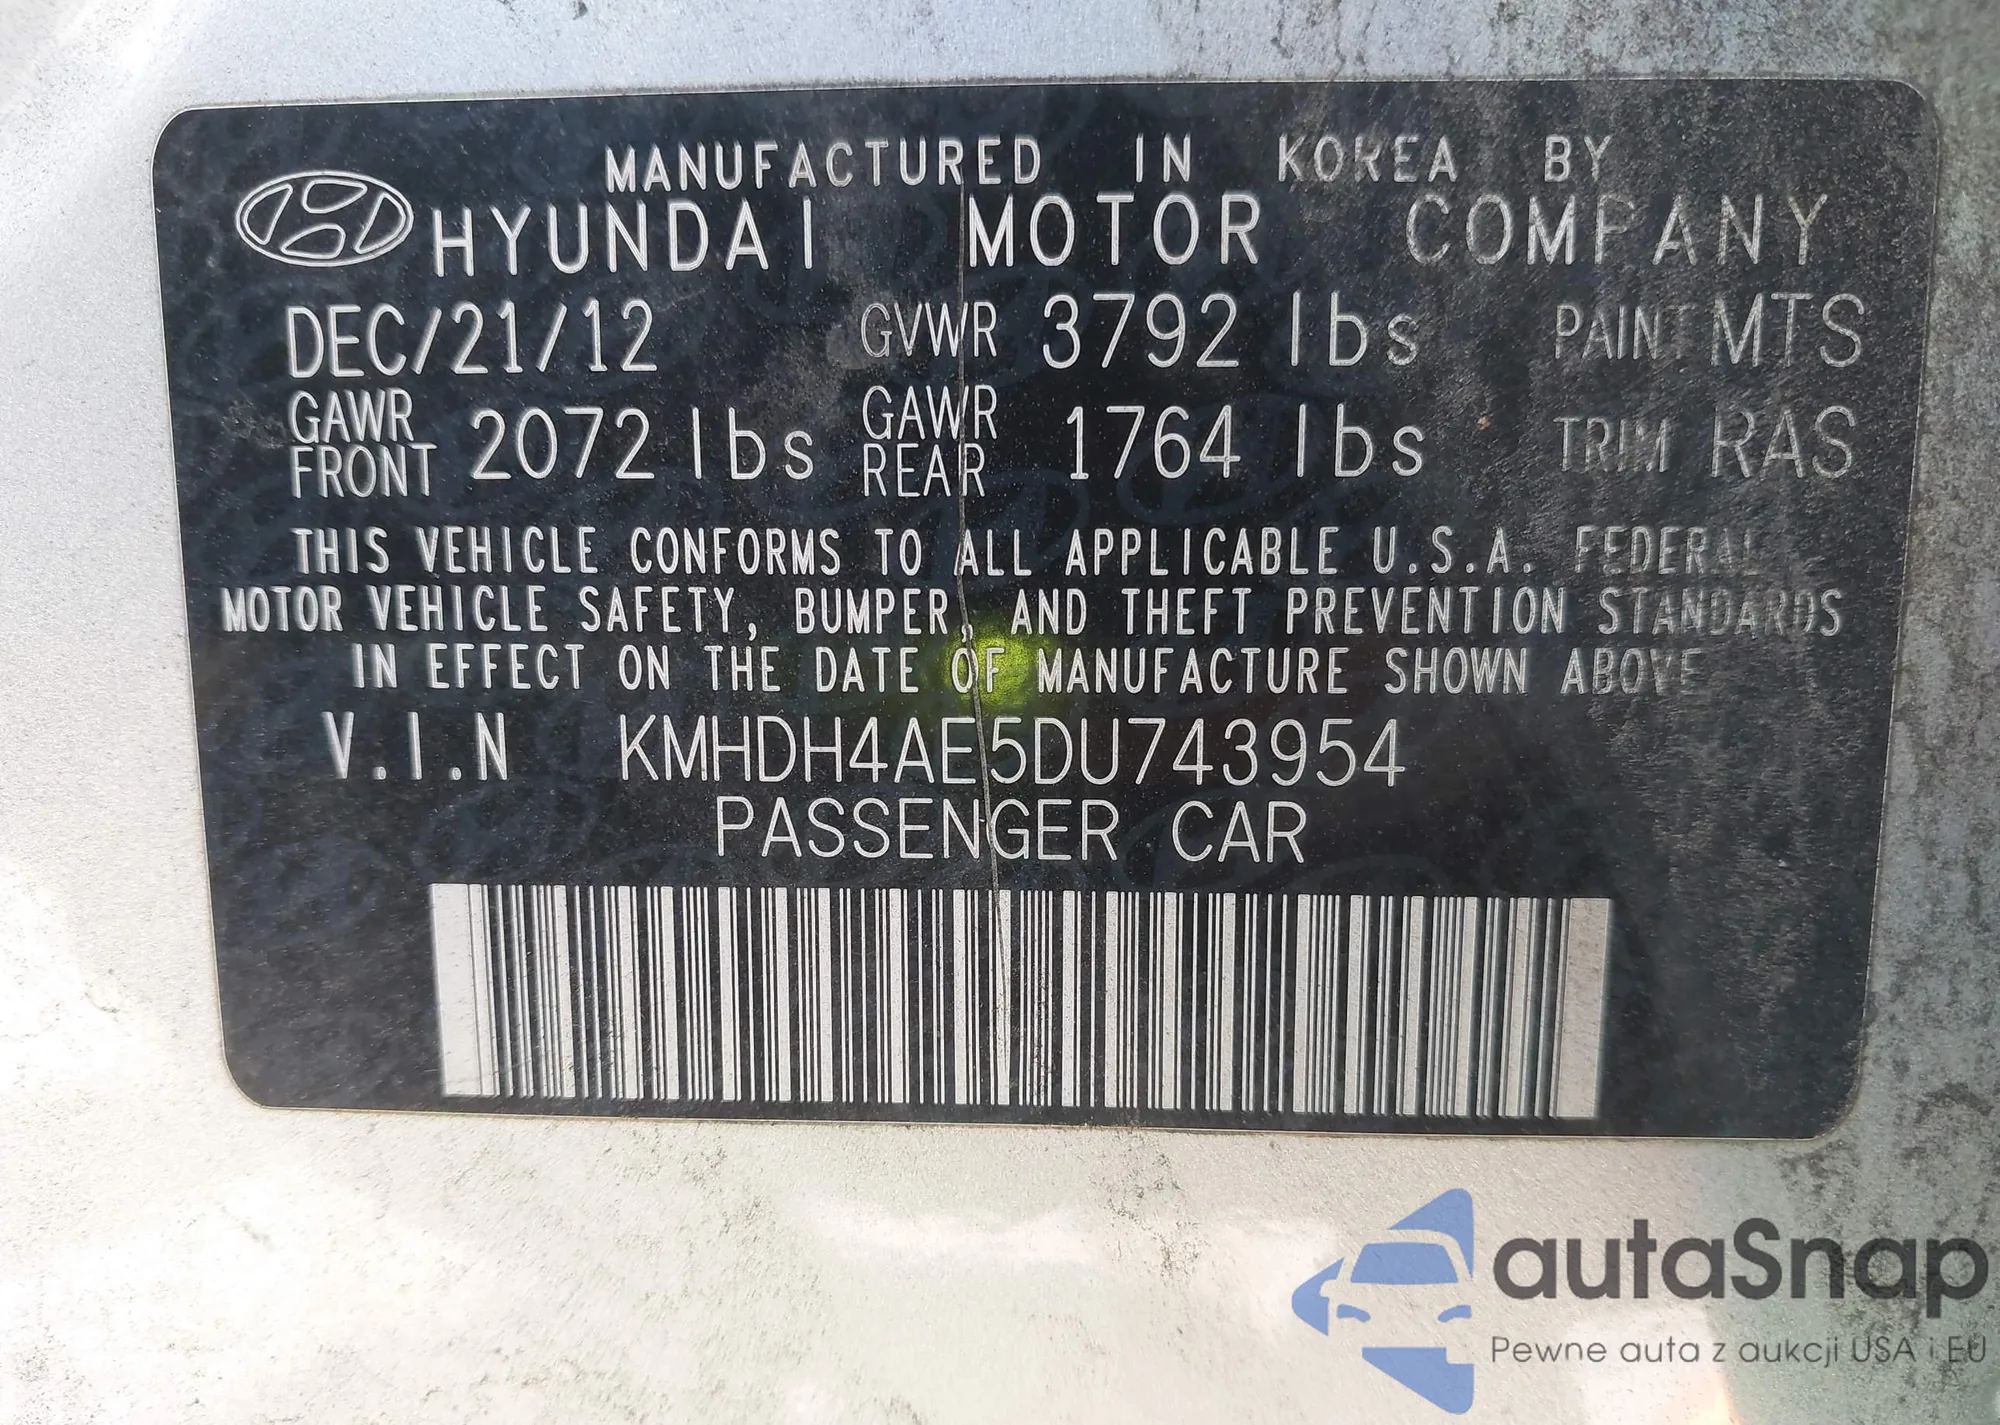 MANUFACTURED IN KOREA BY
HYUNDAI MOTOR COMPANY
DEC/21/12 GVWR 3792 lbs PAINT MTS
GAWR FRONT 2072 lbs GAWR REAR 1764 lbs TRIM RAS
THIS VEHICLE CONFORMS TO ALL APPLICABLE U.S.A. FEDERAL
MOTOR VEHICLE SAFETY, BUMPER, AND THEFT PREVENTION STANDARDS
IN EFFECT ON THE DATE OF MANUFACTURE SHOWN ABOVE
V.I.N KMHDH4AE5DU743954
PASSENGER CAR
autaSnap
Pewne auta z aukcji USA i EU